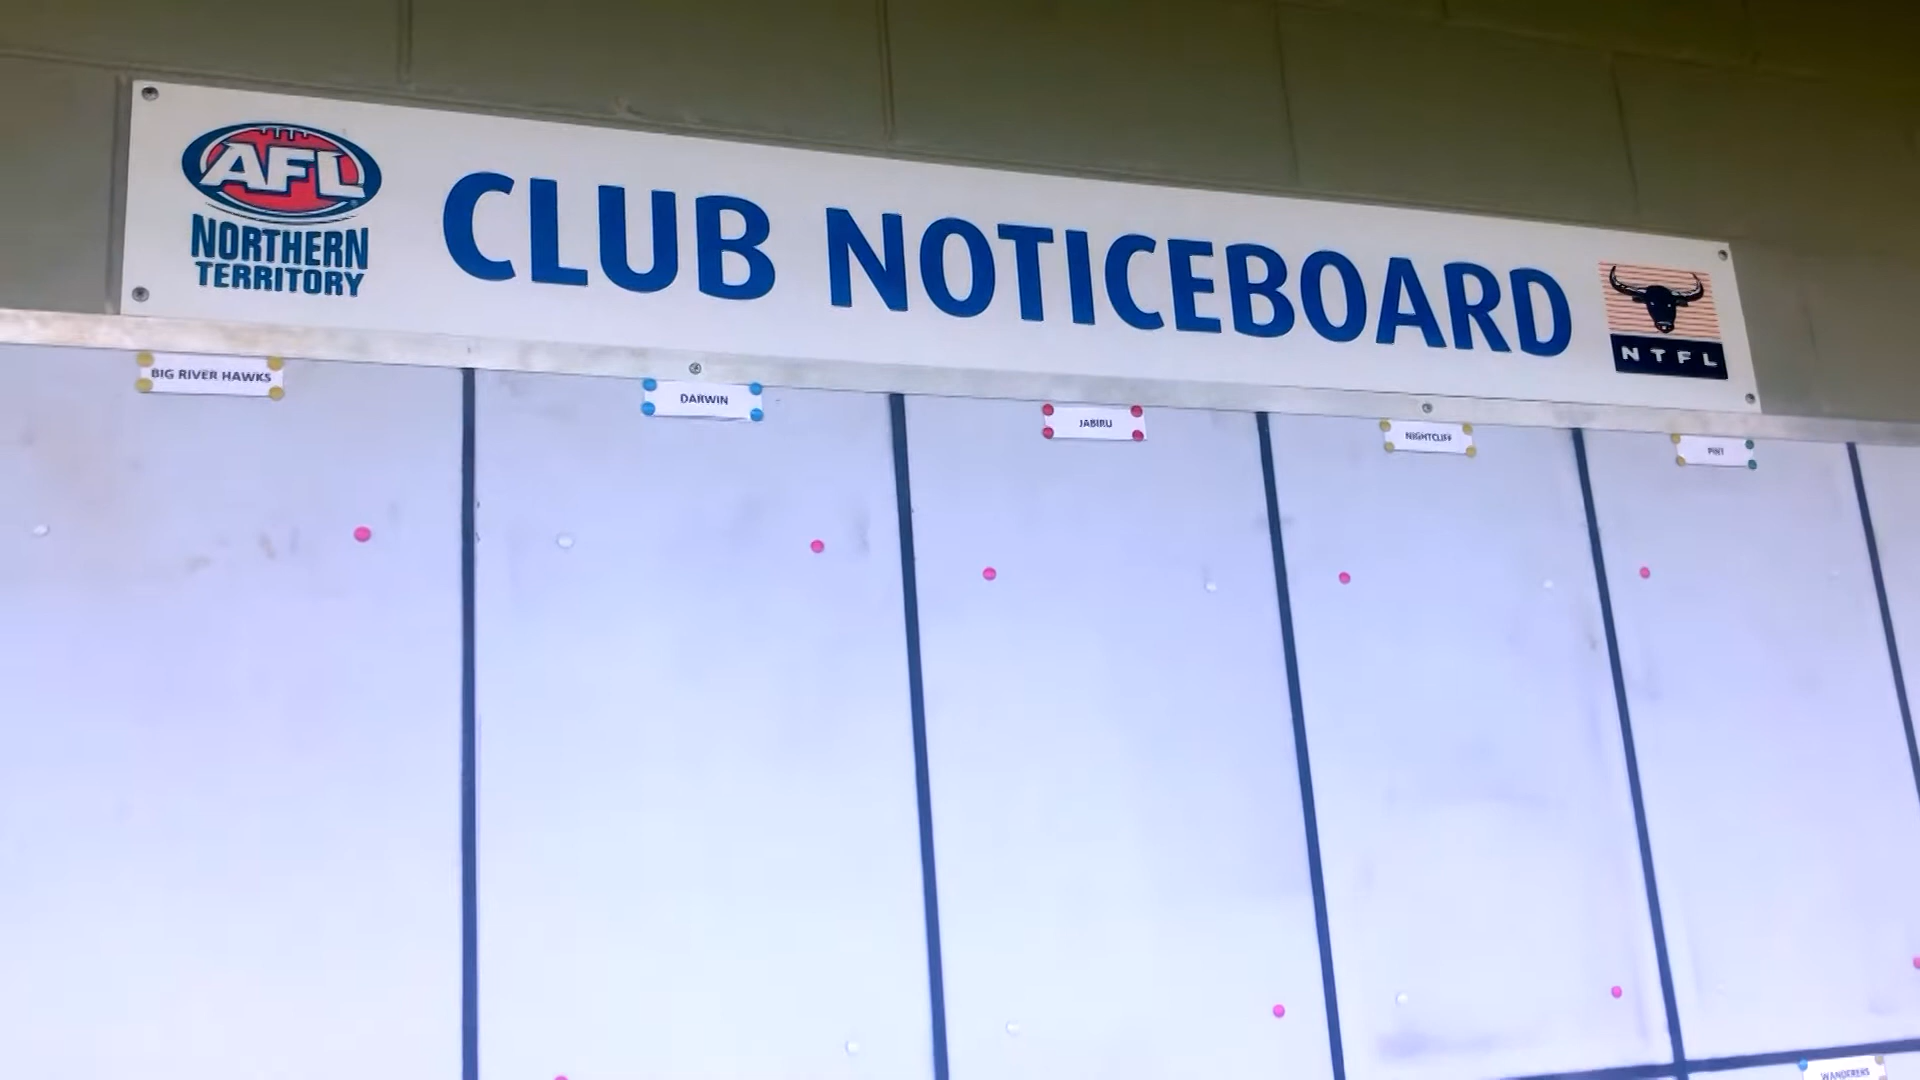 AFL
NORTHERN
TERRITORY
CLUB NOTICEBOARD
NTFL
BIG RIVER HAWKS
DARWIN
JABIRU
NIGHTCLIFF
PINT
WANDERERS